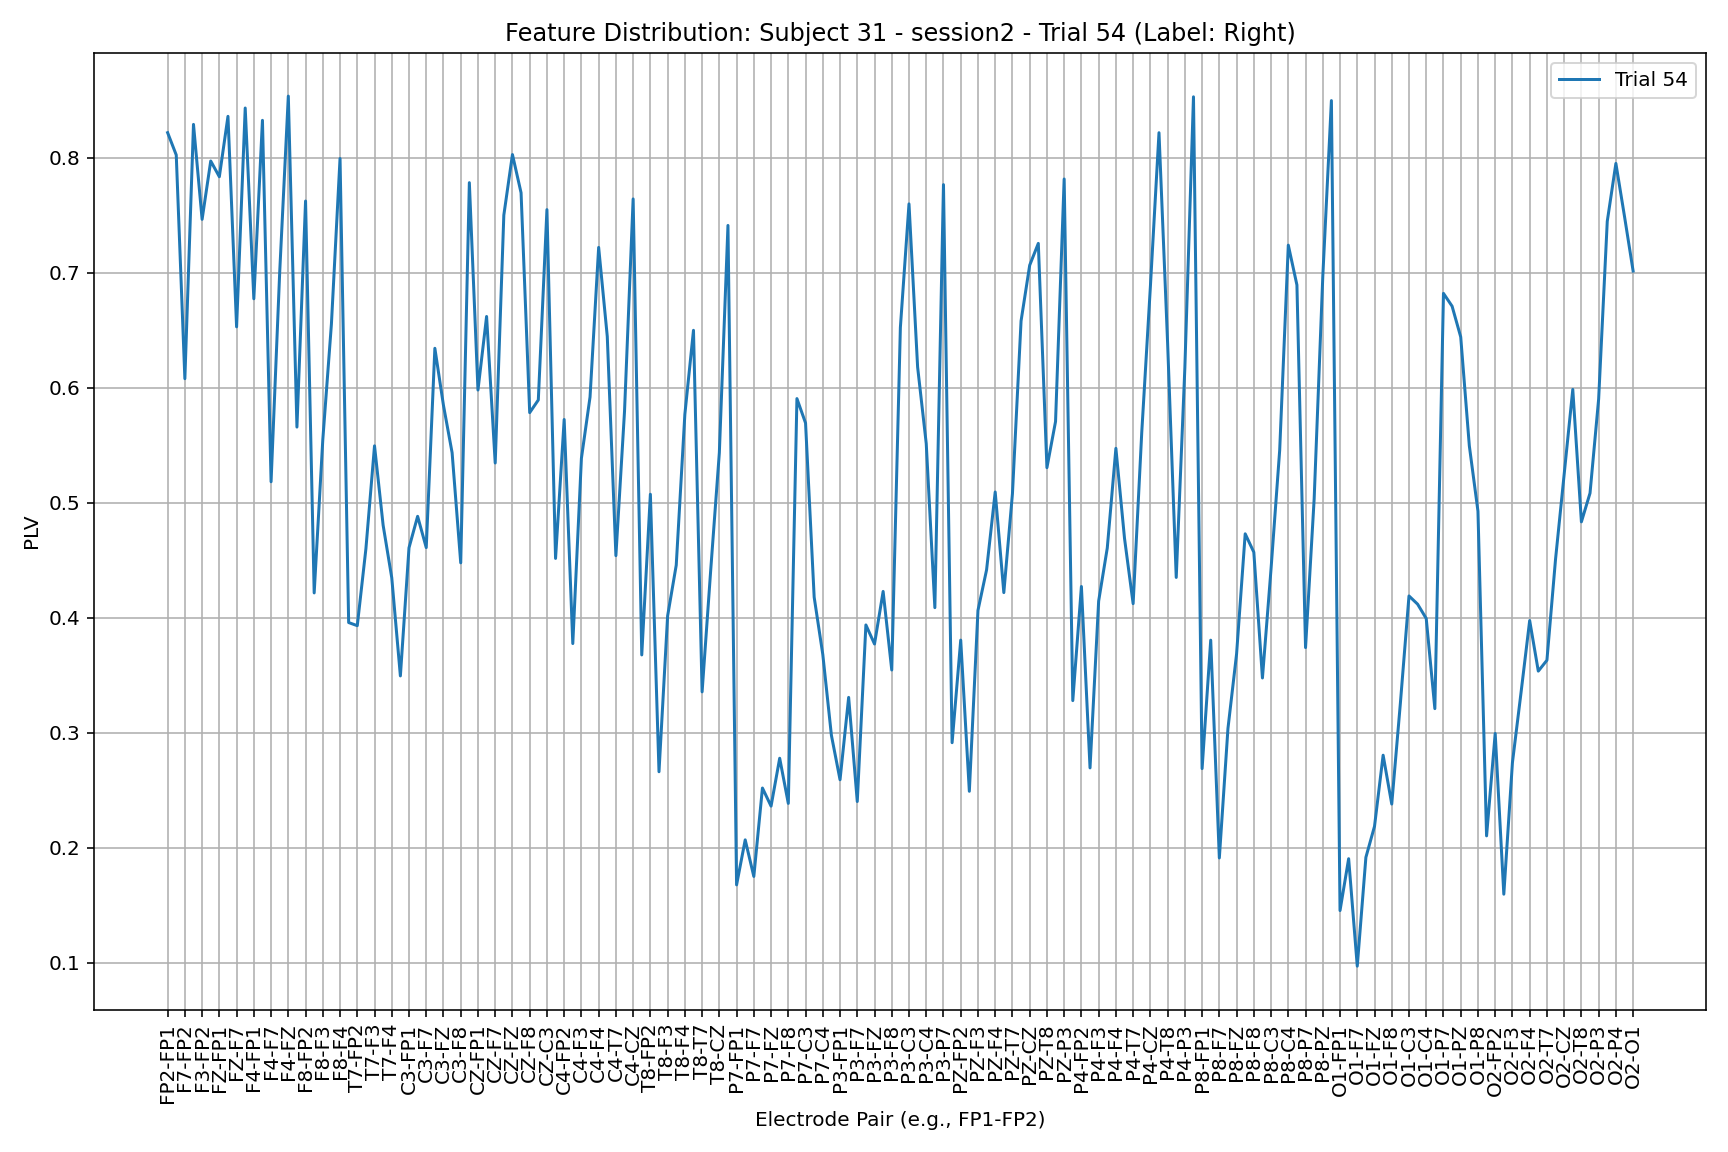 Feature Distribution: Subject 31 - session2 - Trial 54 (Label: Right)
Trial 54
PLV
0.8
0.7
0.6
0.5
0.4
0.3
0.2
0.1
FP2-FP1
F7-FP2
F3-FP2
FZ-FP1
FZ-F7
F4-FP1
F4-F7
F4-FZ
F8-FP2
F8-F3
F8-F4
T7-FP2
T7-F3
T7-F4
C3-FP1
C3-F7
C3-FZ
C3-F8
CZ-FP1
CZ-F7
CZ-FZ
CZ-F8
CZ-C3
C4-FP2
C4-F3
C4-F4
C4-T7
C4-CZ
T8-FP2
T8-F3
T8-F4
T8-T7
T8-CZ
P7-FP1
P7-F7
P7-FZ
P7-F8
P7-C3
P7-C4
P3-FP1
P3-F7
P3-FZ
P3-F8
P3-C3
P3-C4
P3-P7
PZ-FP2
PZ-F3
PZ-F4
PZ-T7
PZ-CZ
PZ-T8
PZ-P3
P4-FP2
P4-F3
P4-F4
P4-T7
P4-CZ
P4-T8
P4-P3
P8-FP1
P8-F7
P8-FZ
P8-F8
P8-C3
P8-C4
P8-P7
P8-PZ
O1-FP1
O1-F7
O1-FZ
O1-F8
O1-C3
O1-C4
O1-P7
O1-PZ
O1-P8
O2-FP2
O2-F3
O2-F4
O2-T7
O2-CZ
O2-T8
O2-P3
O2-P4
O2-O1
Electrode Pair (e.g., FP1-FP2)